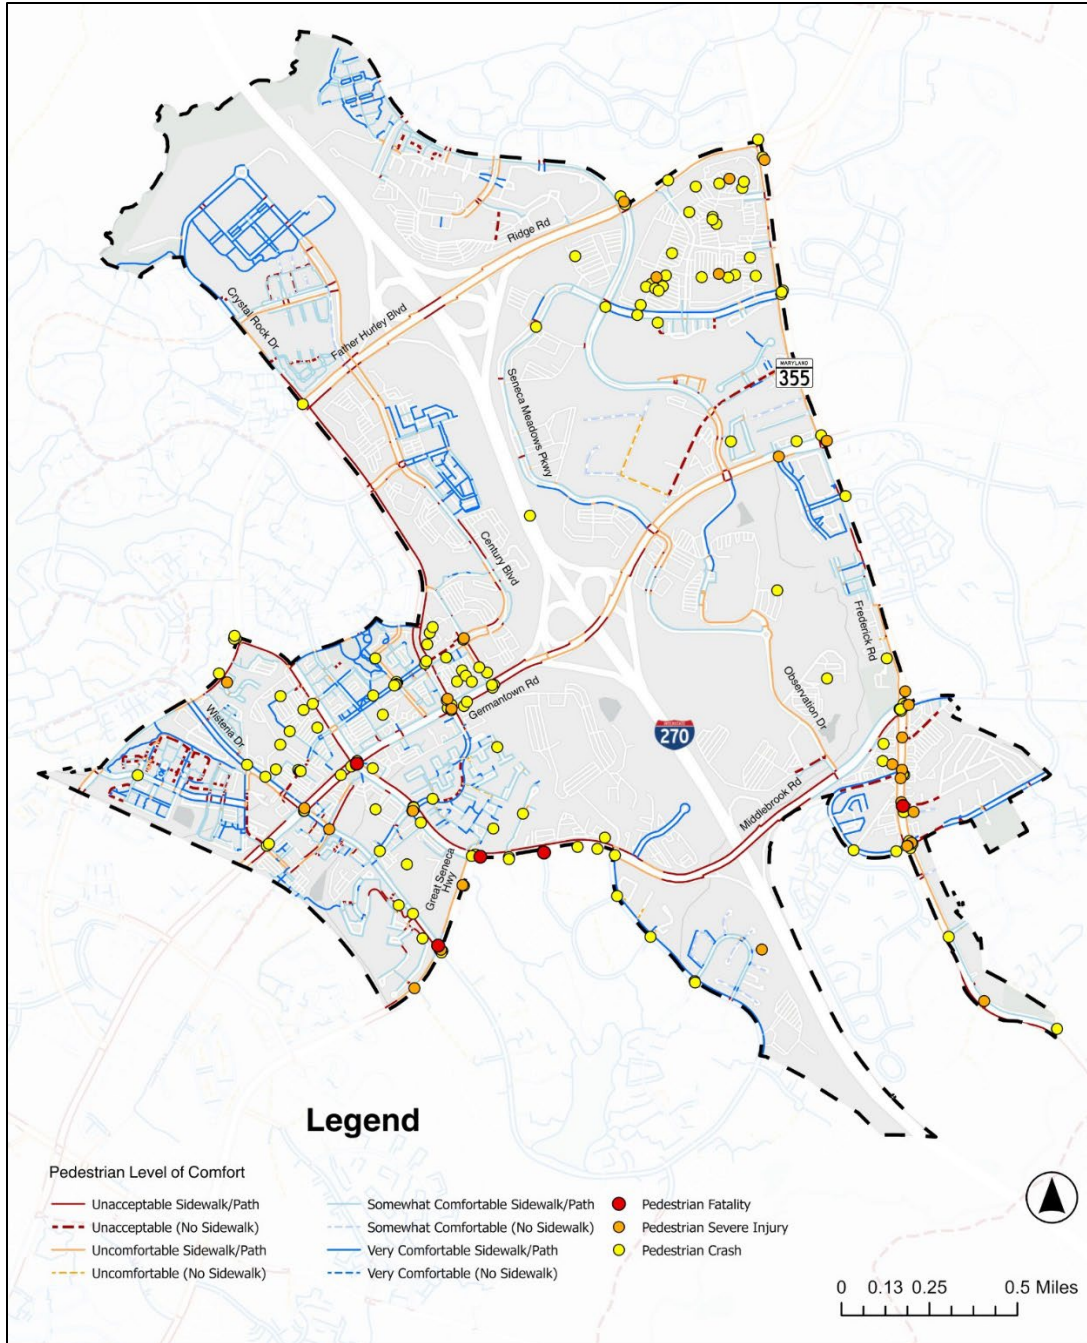 Ridge Rd
Crystal Rock Dr
Father Hurley Blvd
MARYLAND
355
Seneca Meadows Pkwy
Century Blvd
Frederick Rd
Germantown Rd
Observation Dr
Wisteria Dr
INTERSTATE
270
Middlebrook Rd
Great Seneca
Hwy
Legend
Pedestrian Level of Comfort
Unacceptable Sidewalk/Path
Unacceptable (No Sidewalk)
Uncomfortable Sidewalk/Path
Uncomfortable (No Sidewalk)
Somewhat Comfortable Sidewalk/Path
Somewhat Comfortable (No Sidewalk)
Very Comfortable Sidewalk/Path
Very Comfortable (No Sidewalk)
Pedestrian Fatality
Pedestrian Severe Injury
Pedestrian Crash
0 0.13 0.25 0.5 Miles